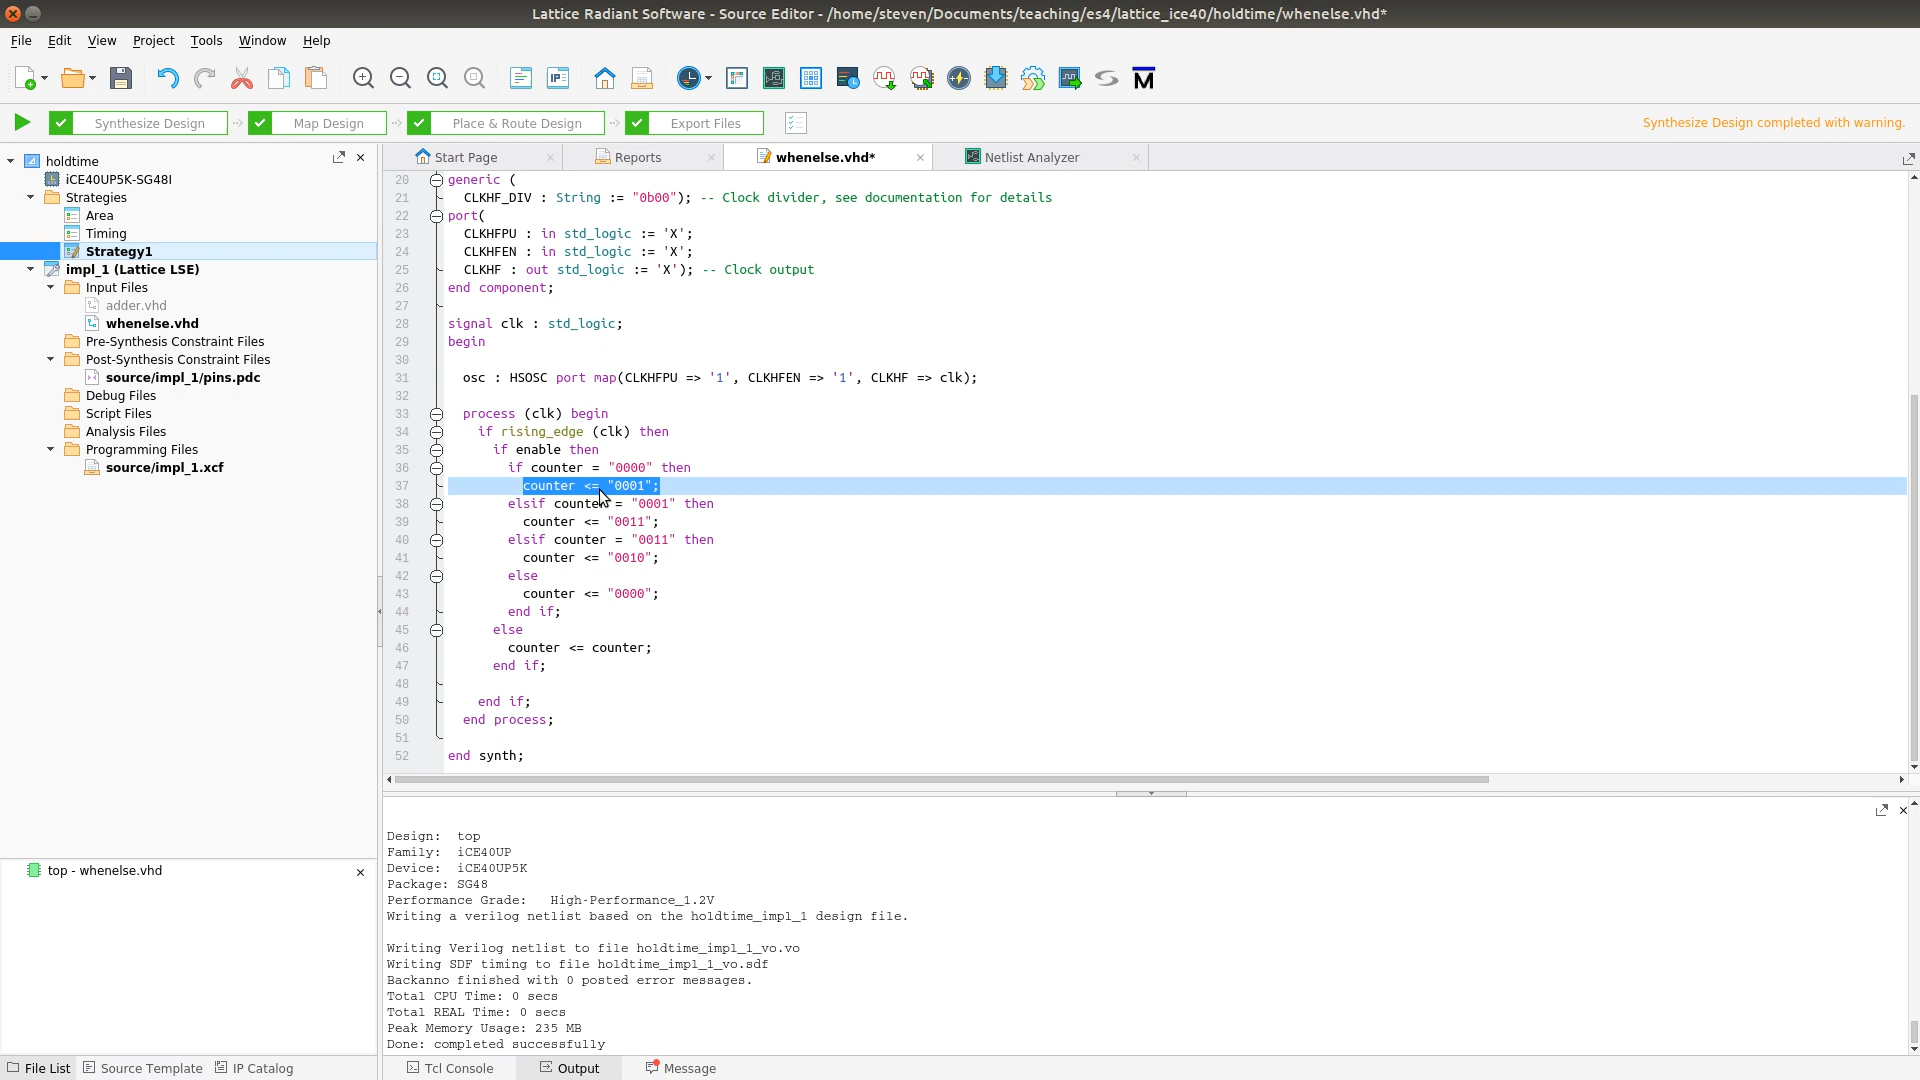 Lattice Radiant Software - Source Editor - /home/steven/Documents/teaching/es4/lattice_ice40/holdtime/whenelse.vhd*
File Edit View Project Tools Window Help
IP
M
Synthesize Design Map Design Place & Route Design Export Files Synthesize Design completed with warning.
holdtime
iCE40UP5K-SG48I
Strategies
Area
Timing
Strategy1
impl_1 (Lattice LSE)
Input Files
adder.vhd
whenelse.vhd
Pre-Synthesis Constraint Files
Post-Synthesis Constraint Files
source/impl_1/pins.pdc
Debug Files
Script Files
Analysis Files
Programming Files
source/impl_1.xcf
top - whenelse.vhd
File List Source Template IP Catalog
Start Page Reports whenelse.vhd* Netlist Analyzer
20 generic (
21 CLKHF_DIV : String := "0b00"); -- Clock divider, see documentation for details
22 port(
23 CLKHFPU : in std_logic := 'X';
24 CLKHFEN : in std_logic := 'X';
25 CLKHF : out std_logic := 'X'); -- Clock output
26 end component;
27
28 signal clk : std_logic;
29 begin
30
31 osc : HSOSC port map(CLKHFPU => '1', CLKHFEN => '1', CLKHF => clk);
32
33 process (clk) begin
34 if rising_edge (clk) then
35 if enable then
36 if counter = "0000" then
37 counter <= "0001";
38 elsif counter = "0001" then
39 counter <= "0011";
40 elsif counter = "0011" then
41 counter <= "0010";
42 else
43 counter <= "0000";
44 end if;
45 else
46 counter <= counter;
47 end if;
48
49 end if;
50 end process;
51
52 end synth;
Design: top
Family: iCE40UP
Device: iCE40UP5K
Package: SG48
Performance Grade: High-Performance_1.2V
Writing a verilog netlist based on the holdtime_impl_1 design file.
Writing Verilog netlist to file holdtime_impl_1_vo.vo
Writing SDF timing to file holdtime_impl_1_vo.sdf
Backanno finished with 0 posted error messages.
Total CPU Time: 0 secs
Total REAL Time: 0 secs
Peak Memory Usage: 235 MB
Done: completed successfully
Tcl Console Output Message